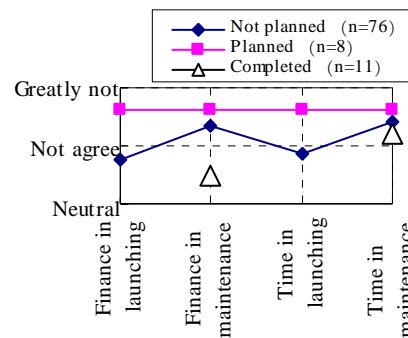 Not planned (n=76)
Planned (n=8)
Completed (n=11)
Greatly not
Not agree
Neutral
Finance in
launching
Finance in
maintenance
Time in
launching
Time in
maintenance